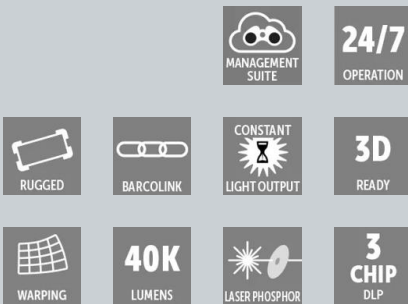 MANAGEMENT
SUITE
24/7
OPERATION
RUGGED
BARCOLINK
CONSTANT
LIGHT OUTPUT
3D
READY
WARPING
40K
LUMENS
LASER PHOSPHOR
3
CHIP
DLP